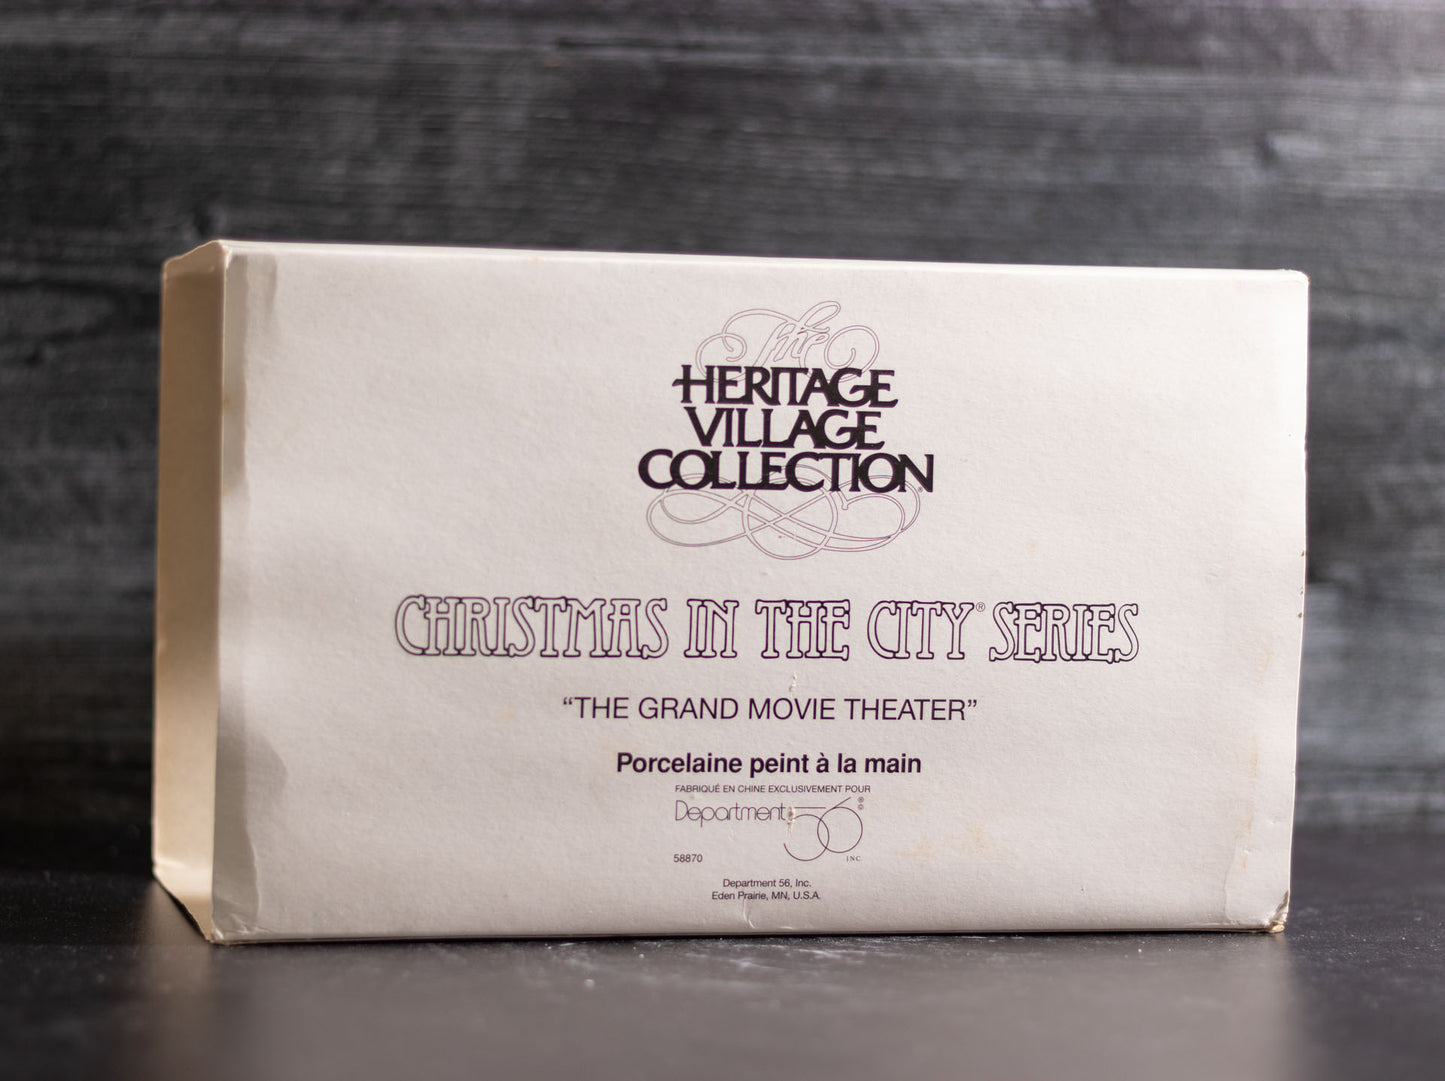 The
HERITAGE
VILLAGE
COLLECTION®
CHRISTMAS IN THE CITY® SERIES
“THE GRAND MOVIE THEATER”
Porcelaine peint à la main
FABRIQUÉ EN CHINE EXCLUSIVEMENT POUR
Department 56 ® ©
58870 INC.
Department 56, Inc.
Eden Prairie, MN, U.S.A.